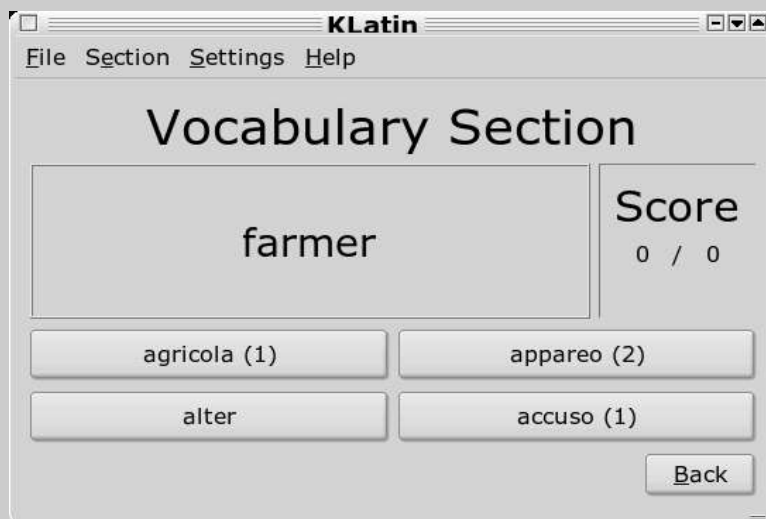 KLatin
File Section Settings Help
Vocabulary Section
farmer
Score
0 / 0
agricola (1) appareo (2)
alter accuso (1)
Back